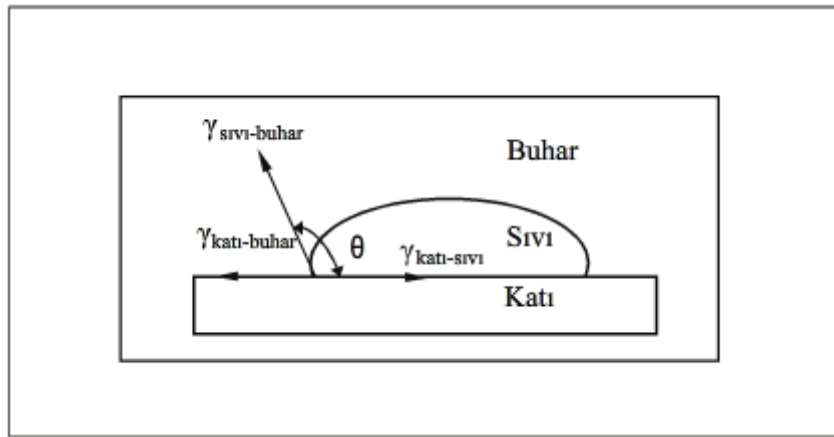 γsıvı-buhar
Buhar
γkatı-buhar
θ
γkatı-sıvı
Sıvı
Katı